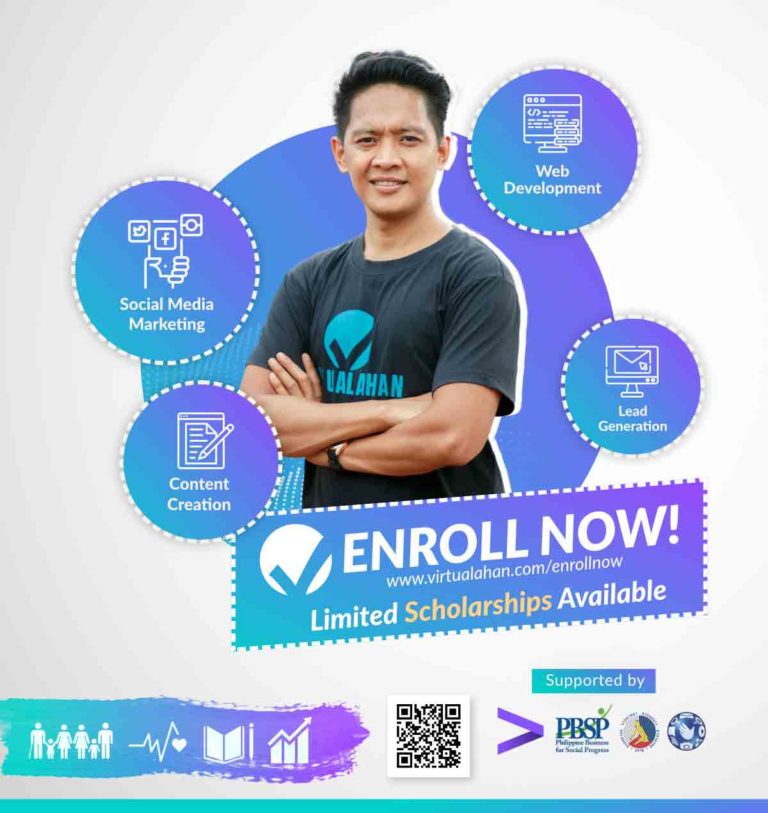 Web
Development
Social Media
Marketing
UALAHAN
Lead
Generation
Content
Creation
ENROLL NOW!
www.virtualahan.com/enrollnow
Limited Scholarships Available
Supported by
PBSP
Philippine Business
for Social Progress